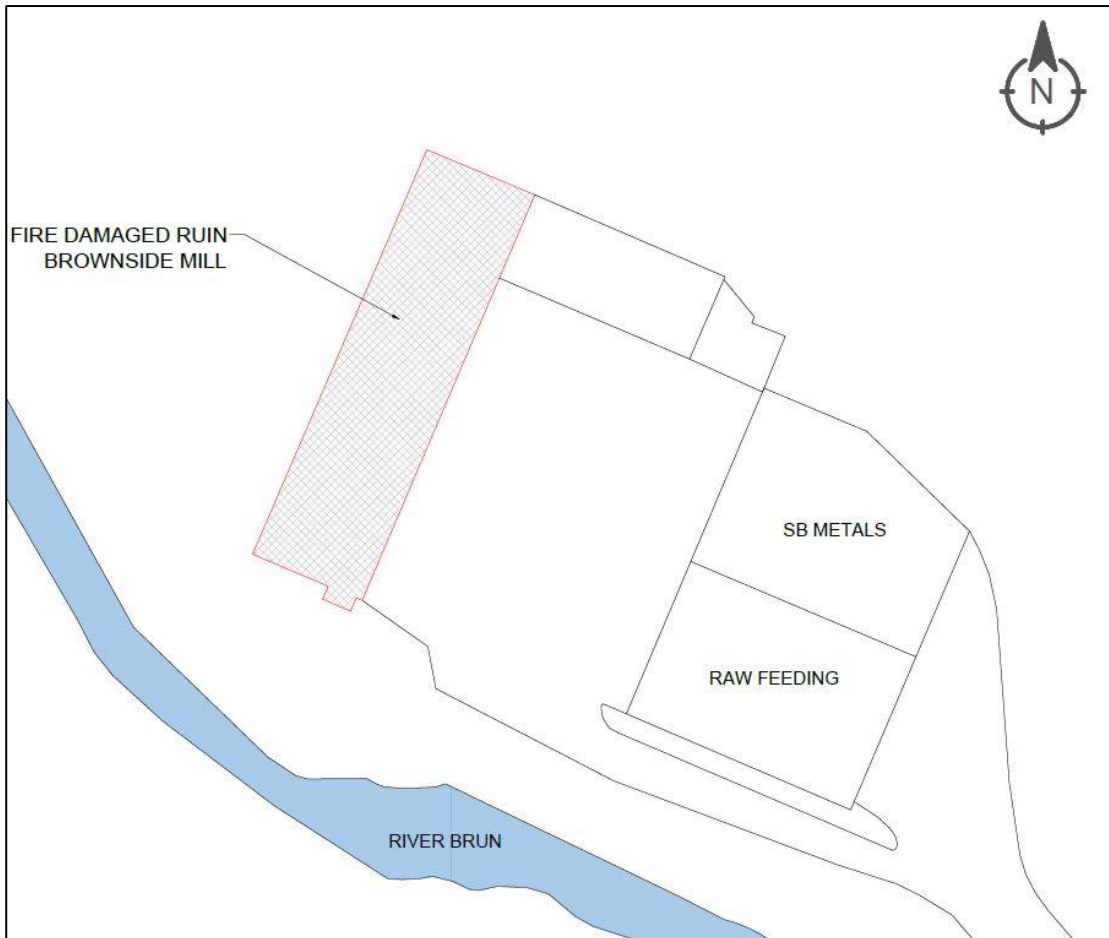 N
FIRE DAMAGED RUIN
BROWNSIDE MILL
SB METALS
RAW FEEDING
RIVER BRUN